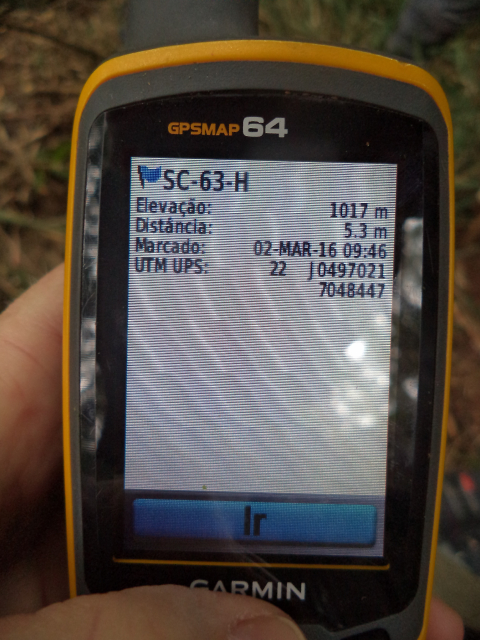 GPSMAP 64
SC-63-H
Elevação: 1017 m
Distância: 5.3 m
Marcado: 02-MAR-16 09:46
UTM UPS: 22 J 0497021
7048447
Ir
GARMIN